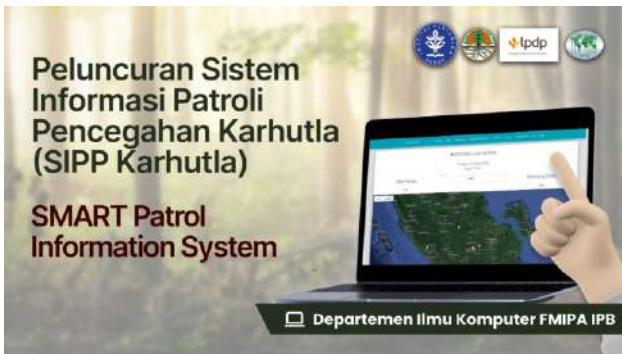 Peluncuran Sistem
Informasi Patroli
Pencegahan Karhutla
(SIPP Karhutla)
lpdp
SMART Patrol
Information System
Departemen Ilmu Komputer FMIPA IPB